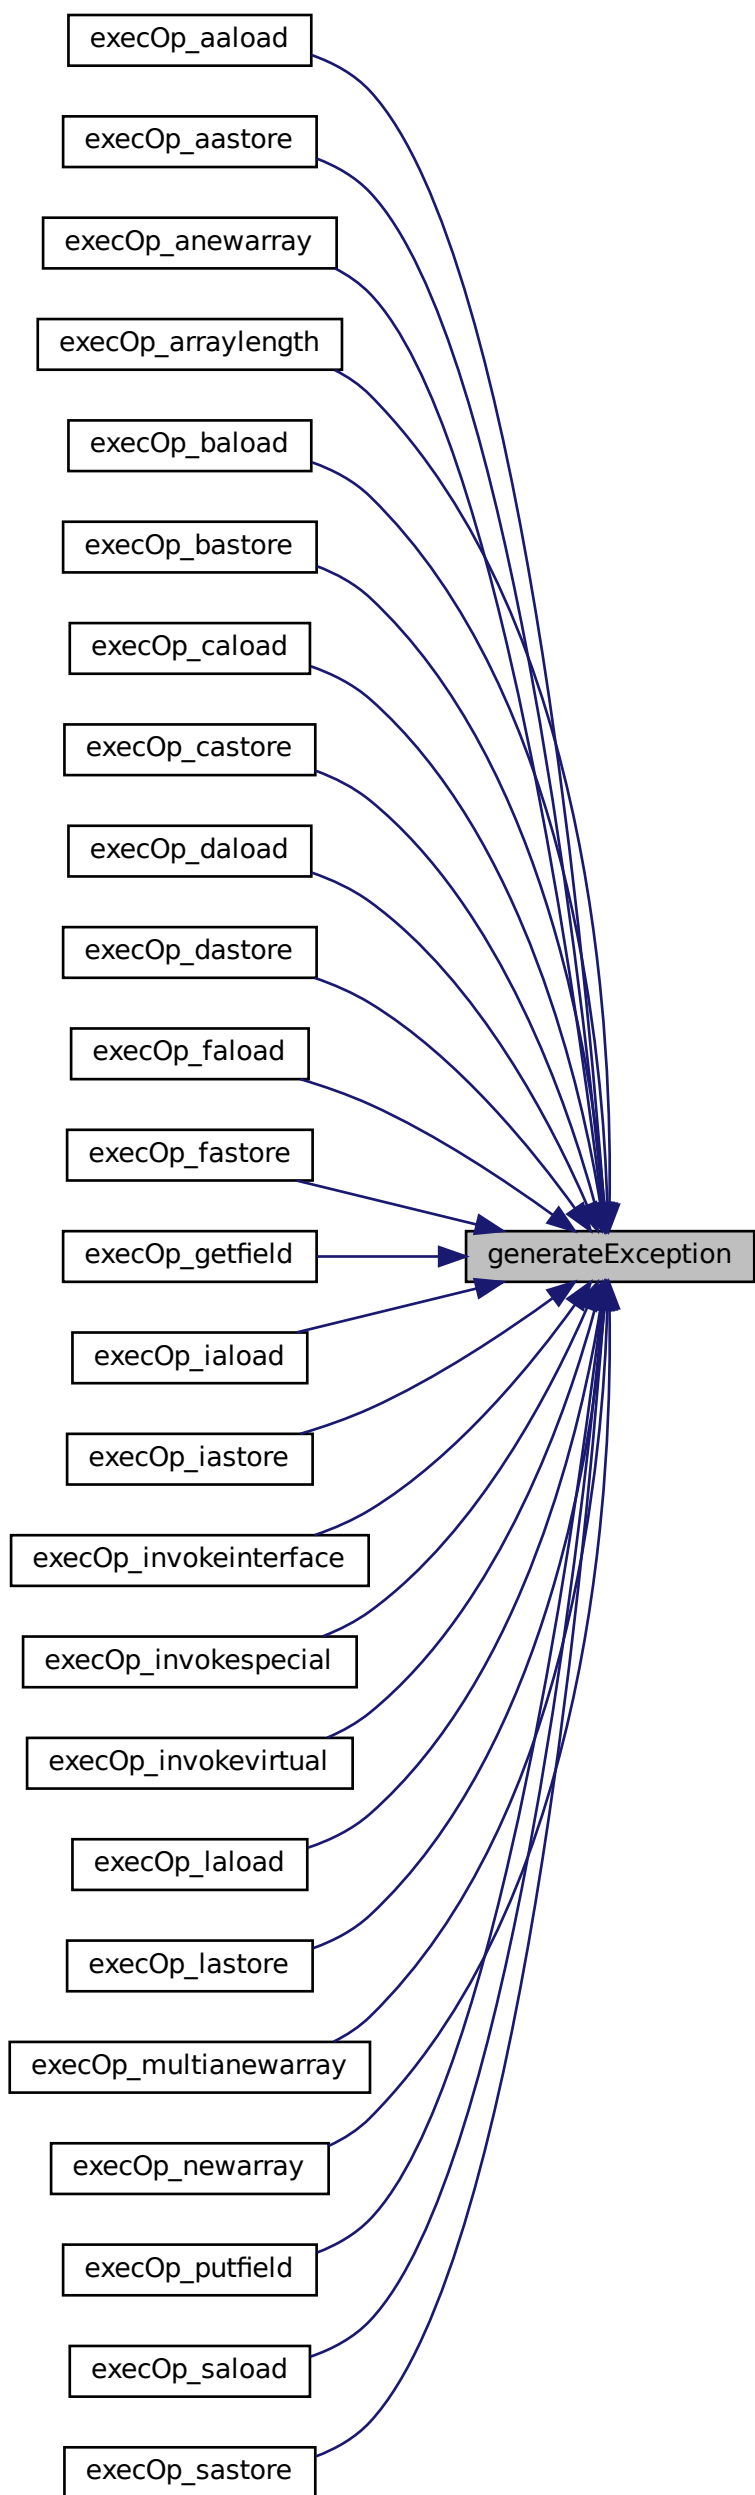 execOp_aaload
execOp_aastore
execOp_anewarray
execOp_arraylength
execOp_baload
execOp_bastore
execOp_caload
execOp_castore
execOp_daload
execOp_dastore
execOp_faload
execOp_fastore
execOp_getfield
generateException
execOp_iaload
execOp_iastore
execOp_invokeinterface
execOp_invokespecial
execOp_invokevirtual
execOp_laload
execOp_lastore
execOp_multianewarray
execOp_newarray
execOp_putfield
execOp_saload
execOp_sastore